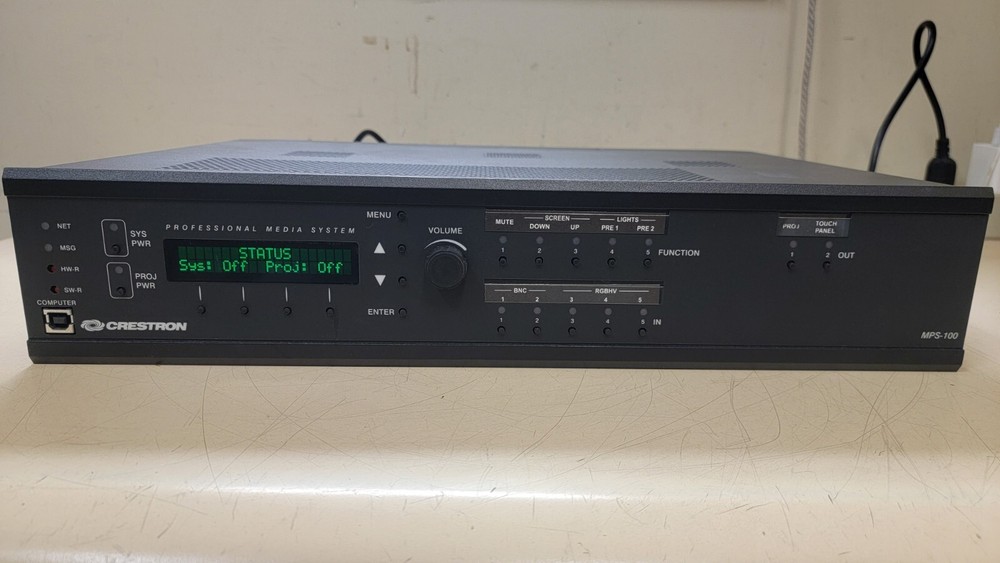 NET
MSG
HW-R
SW-R
COMPUTER
CRESTRON
SYS
PWR
PROJ
PWR
PROFESSIONAL MEDIA SYSTEM
STATUS
Sys: Off Proj: Off
MENU
ENTER
VOLUME
MUTE SCREEN LIGHTS
DOWN UP PRE 1 PRE 2
1 2 3 4 5 FUNCTION
BNC RGBHV
1 2 3 4 5
1 2 3 4 5 IN
PROJ TOUCH
PANEL
1 2 OUT
MPS-100